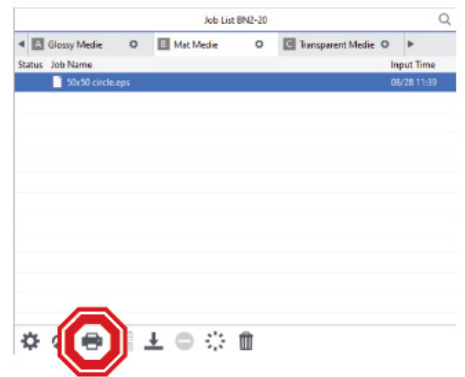 Job List BN2-20
A Glossy Medie B Mat Medie C Transparent Medie
Status Job Name Input Time
50x50 circle.eps 08/28 11:39